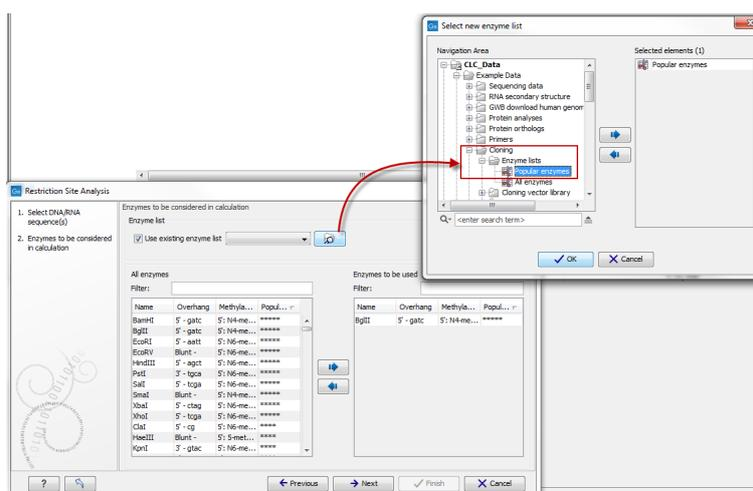 Select new enzyme list
Navigation Area
Selected elements (1)
CLC_Data
Popular enzymes
Example Data
Sequencing data
RNA secondary structure
GWB download human genom
Protein analyses
Protein orthologs
Primers
Cloning
Enzyme lists
Popular enzymes
All enzymes
Cloning vector library
<enter search term>
OK
Cancel
Restriction Site Analysis
1. Select DNA/RNA
sequence(s)
2. Enzymes to be considered
in calculation
Enzymes to be considered in calculation
Enzyme list
Use existing enzyme list
All enzymes
Filter:
Name Overhang Methyla... Popul...
BamHI 5' - gatc 5': N4-me... *****
BglII 5' - gatc 5': N4-me... *****
EcoRI 5' - aatt 5': N6-me... *****
EcoRV Blunt - 5': N6-me... *****
HindIII 5' - agct 5': N6-me... *****
PstI 3' - tgca 5': N6-me... *****
SalI 5' - tcga 5': N6-me... *****
SmaI Blunt - 5': N4-me... *****
XbaI 5' - ctag 5': N6-me... *****
XhoI 5' - tcga 5': N6-me... *****
ClaI 5' - cg 5': N6-me... ****
HaeIII Blunt - 5': 5-met... ****
KpnI 3' - gtac 5': N6-me... ****
Enzymes to be used
Filter:
Name Overhang Methyla... Popul...
BglII 5' - gatc 5': N4-me... *****
? Previous Next Finish Cancel